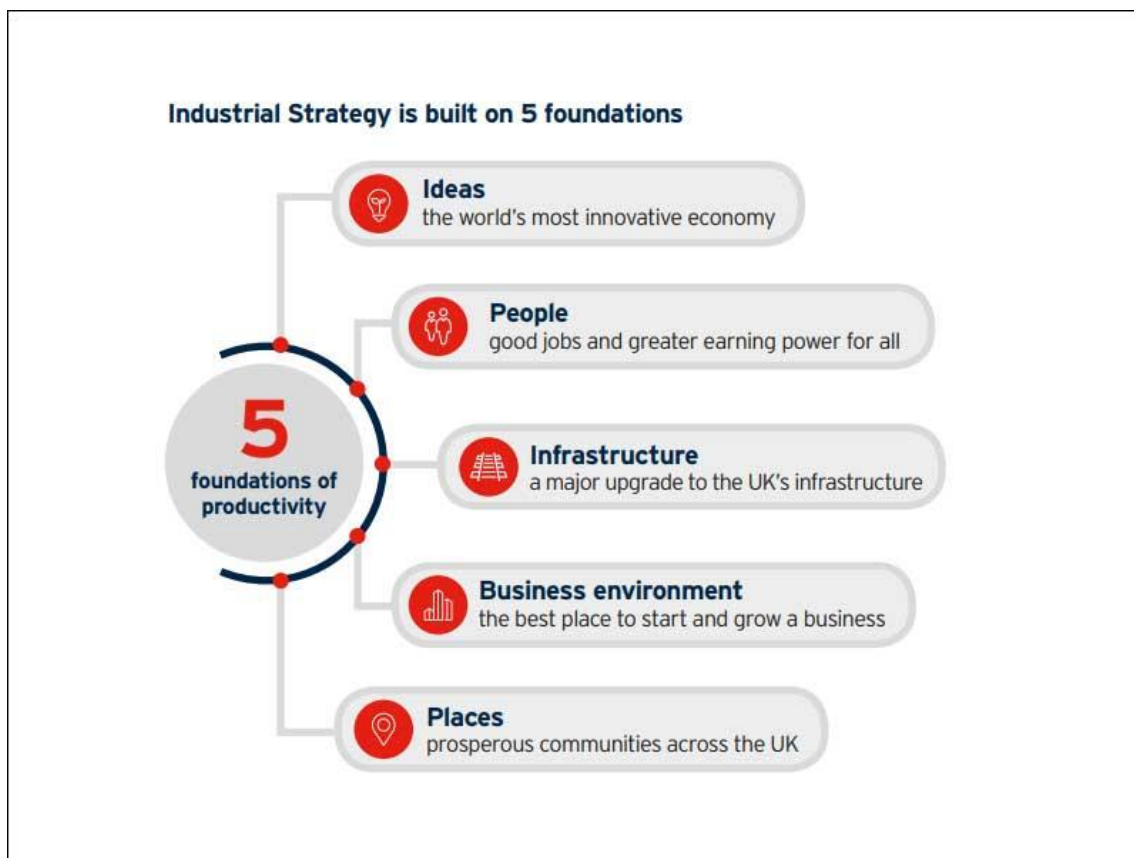 Industrial Strategy is built on 5 foundations
Ideas
the world's most innovative economy
People
good jobs and greater earning power for all
5
foundations of
productivity
Infrastructure
a major upgrade to the UK's infrastructure
Business environment
the best place to start and grow a business
Places
prosperous communities across the UK